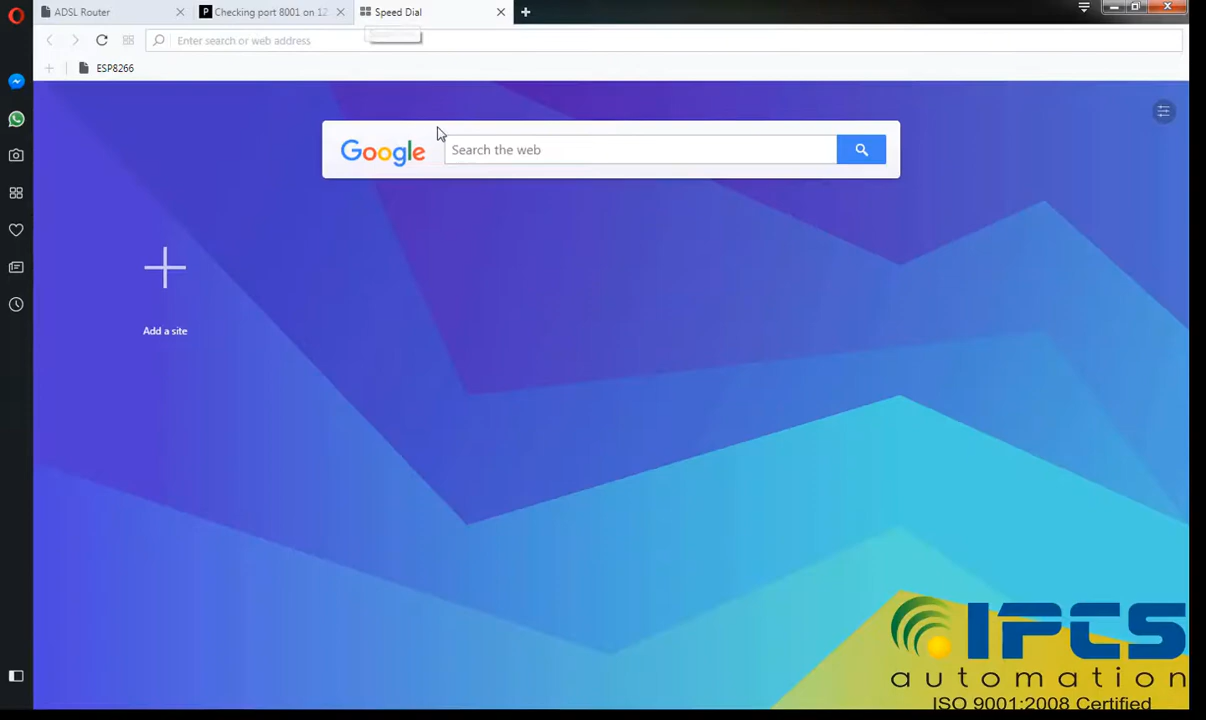 ADSL Router
Checking port 8001 on 12
Speed Dial
Enter search or web address
ESP8266
Google
Search the web
Add a site
IPCS
automation
ISO 9001:2008 Certified